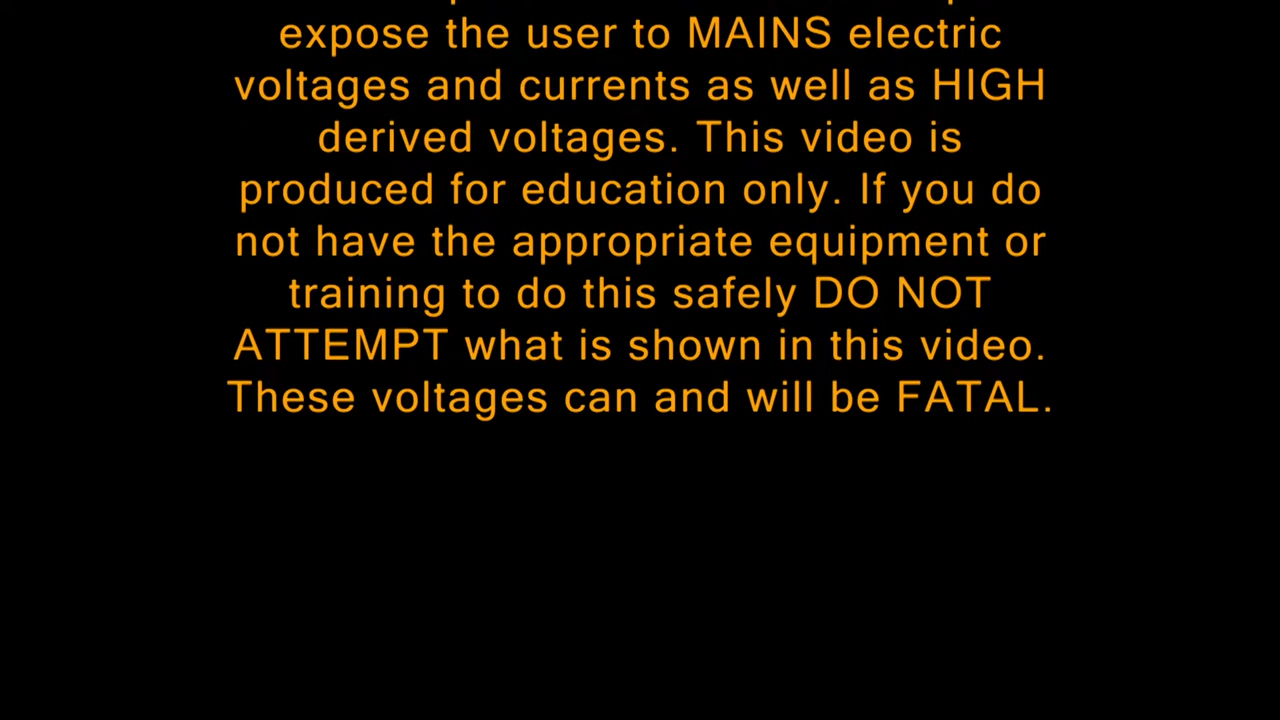 expose the user to MAINS electric
voltages and currents as well as HIGH
derived voltages. This video is
produced for education only. If you do
not have the appropriate equipment or
training to do this safely DO NOT
ATTEMPT what is shown in this video.
These voltages can and will be FATAL.